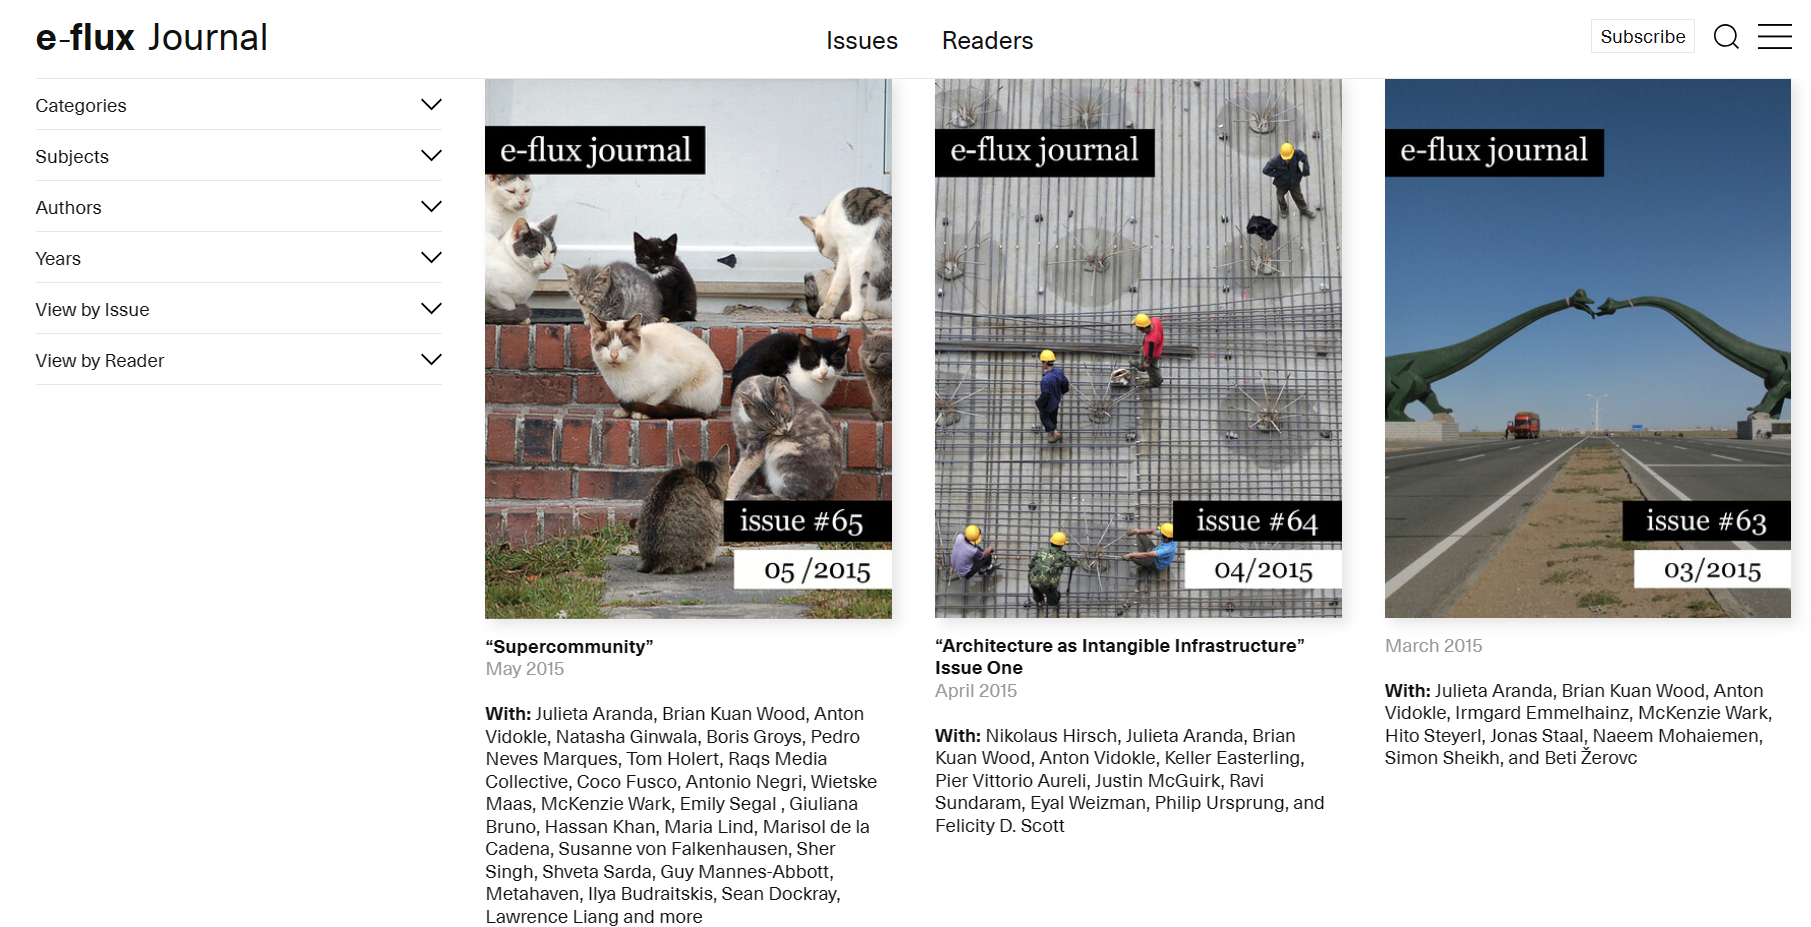 e-flux Journal
Issues
Readers
Subscribe
Categories
Subjects
Authors
Years
View by Issue
View by Reader
e-flux journal
issue #65
05 /2015
“Supercommunity”
May 2015
With: Julieta Aranda, Brian Kuan Wood, Anton
Vidokle, Natasha Ginwala, Boris Groys, Pedro
Neves Marques, Tom Holert, Raqs Media
Collective, Coco Fusco, Antonio Negri, Wietske
Maas, McKenzie Wark, Emily Segal , Giuliana
Bruno, Hassan Khan, Maria Lind, Marisol de la
Cadena, Susanne von Falkenhausen, Sher
Singh, Shveta Sarda, Guy Mannes-Abbott,
Metahaven, Ilya Budraitskis, Sean Dockray,
Lawrence Liang and more
e-flux journal
issue #64
04/2015
“Architecture as Intangible Infrastructure”
Issue One
April 2015
With: Nikolaus Hirsch, Julieta Aranda, Brian
Kuan Wood, Anton Vidokle, Keller Easterling,
Pier Vittorio Aureli, Justin McGuirk, Ravi
Sundaram, Eyal Weizman, Philip Ursprung, and
Felicity D. Scott
e-flux journal
issue #63
03/2015
March 2015
With: Julieta Aranda, Brian Kuan Wood, Anton
Vidokle, Irmgard Emmelhainz, McKenzie Wark,
Hito Steyerl, Jonas Staal, Naeem Mohaiemen,
Simon Sheikh, and Beti Žerovc